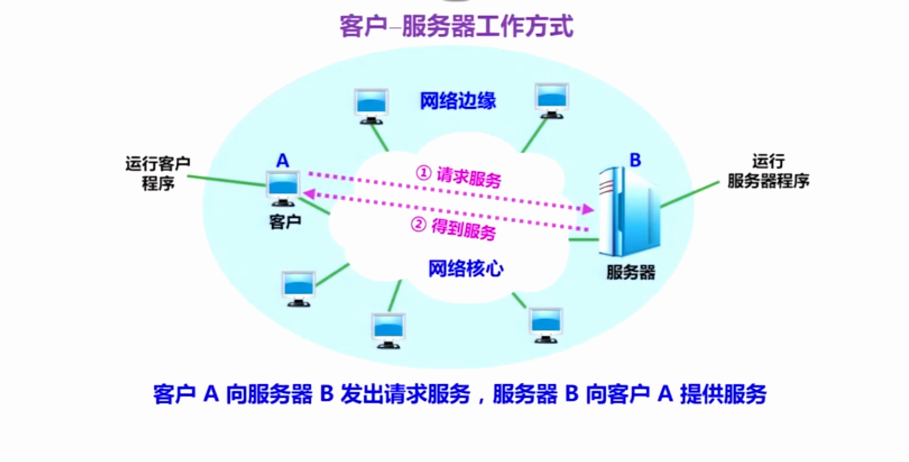 客户–服务器工作方式
网络边缘
A
B
运行客户
程序
运行
服务器程序
① 请求服务
② 得到服务
客户
服务器
网络核心
客户 A 向服务器 B 发出请求服务，服务器 B 向客户 A 提供服务